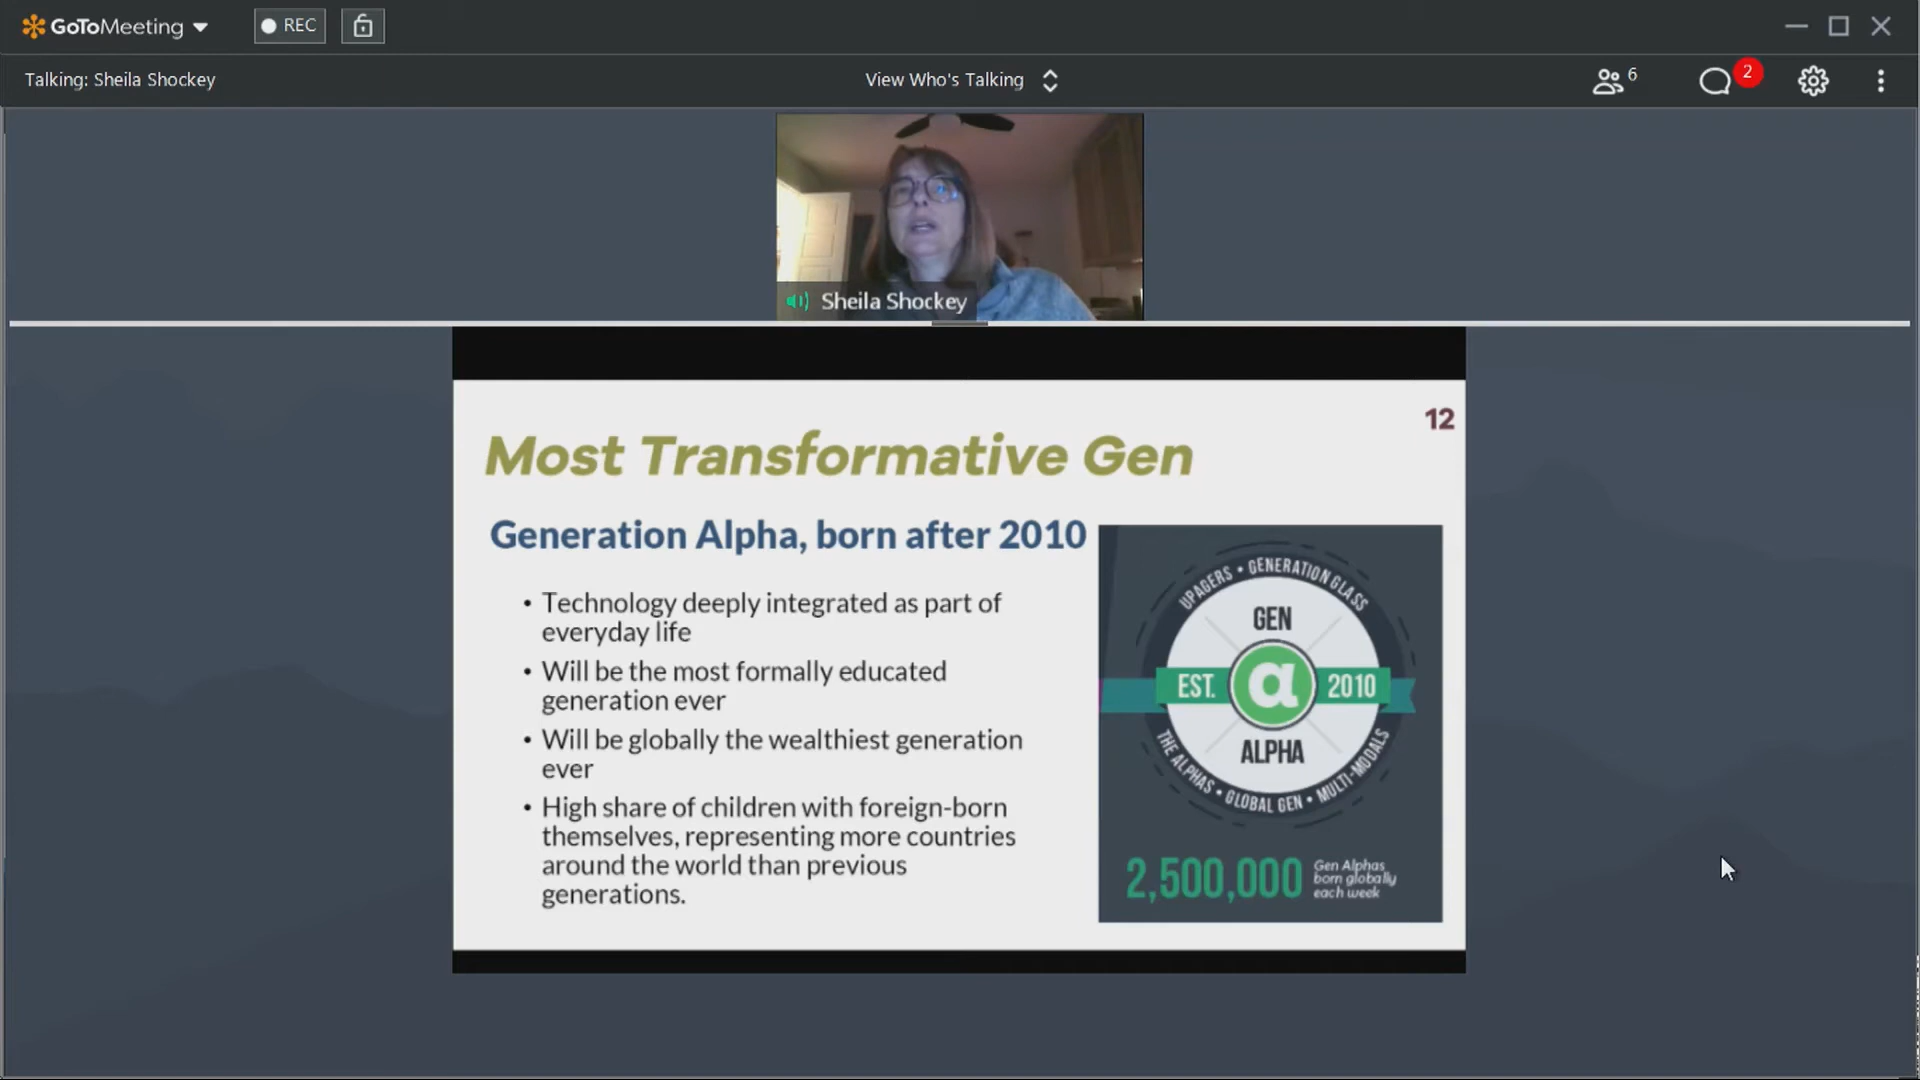 GoToMeeting
REC
Talking: Sheila Shockey
View Who's Talking
6
2
Sheila Shockey
12
Most Transformative Gen
Generation Alpha, born after 2010
• Technology deeply integrated as part of
everyday life
• Will be the most formally educated
generation ever
• Will be globally the wealthiest generation
ever
• High share of children with foreign-born
themselves, representing more countries
around the world than previous
generations.
UPAGERS • GENERATION GLASS
GEN
EST. α 2010
ALPHA
THE ALPHAS • GLOBAL GEN • MULTI-MODALS
2,500,000
Gen Alphas
born globally
each week